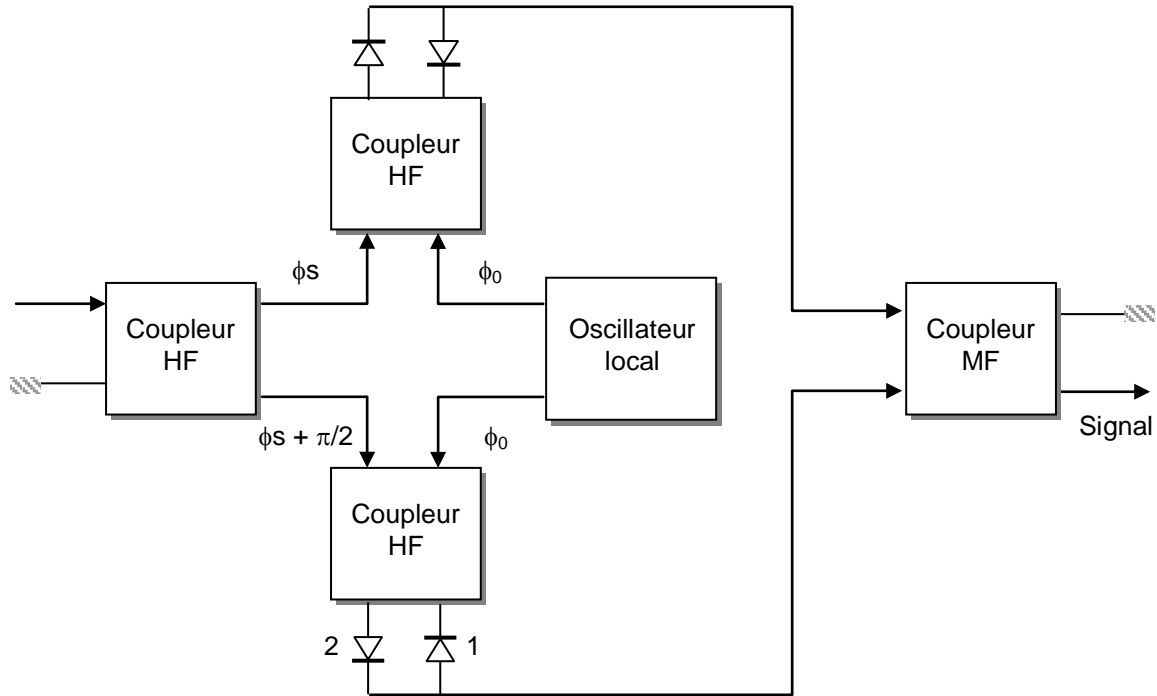 Coupleur
HF
ϕs
ϕ0
Coupleur
HF
Oscillateur
local
Coupleur
MF
ϕs + π/2
ϕ0
Signal
Coupleur
HF
2
1